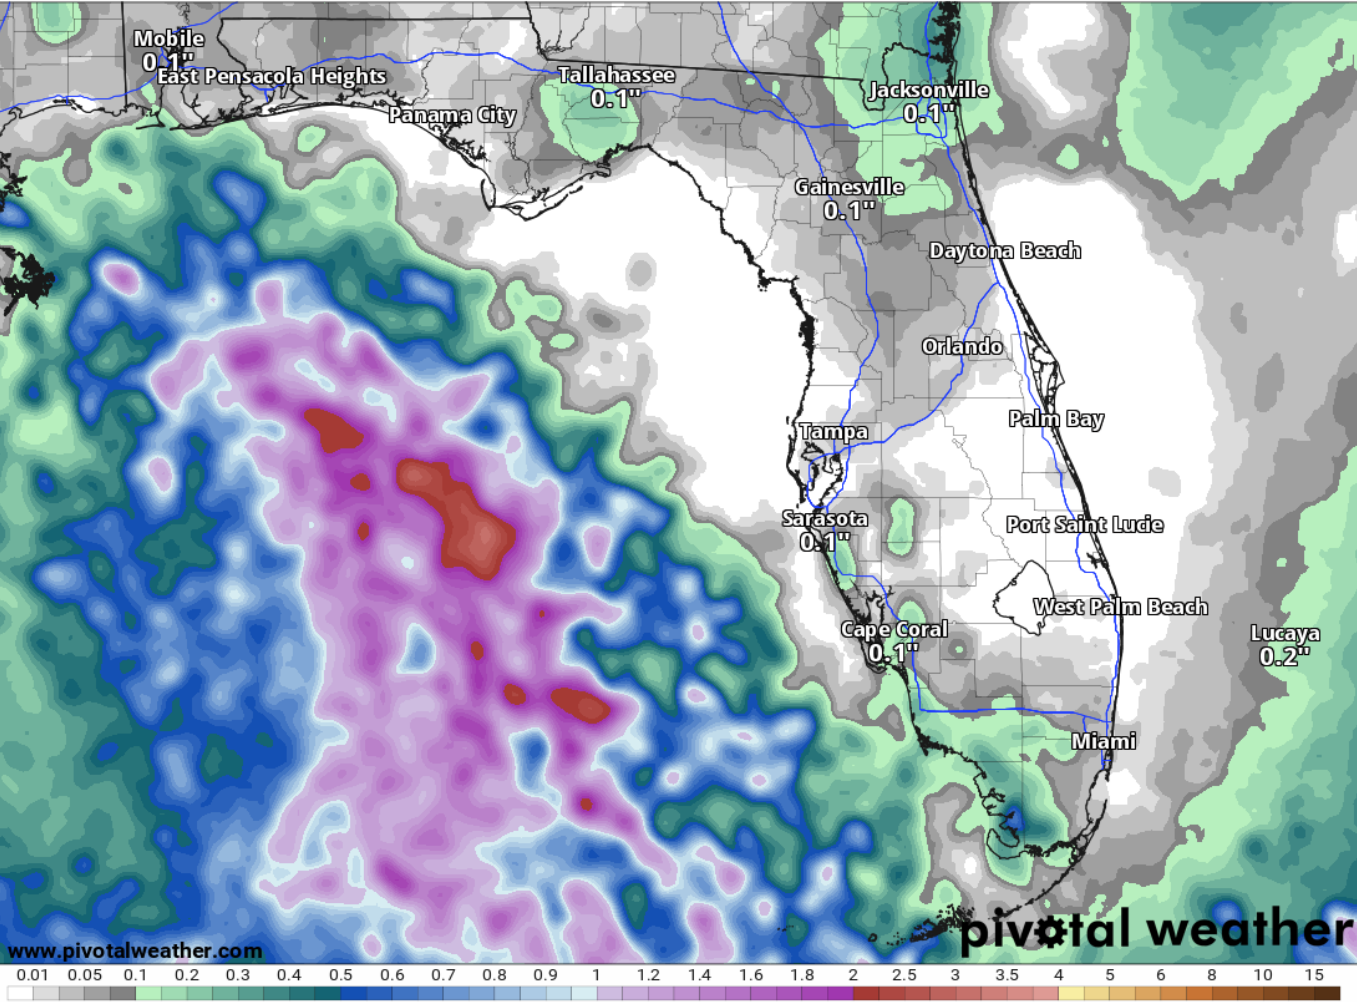 Mobile
0.1"
East Pensacola Heights
Tallahassee
0.1"
Panama City
Jacksonville
0.1"
Gainesville
0.1"
Daytona Beach
Orlando
Palm Bay
Tampa
Sarasota
0.1"
Port Saint Lucie
West Palm Beach
Cape Coral
0.1"
Lucaya
0.2"
Miami
pivotal weather
www.pivotalweather.com
0.01 0.05 0.1 0.2 0.3 0.4 0.5 0.6 0.7 0.8 0.9 1 1.2 1.4 1.6 1.8 2 2.5 3 3.5 4 5 6 8 10 15